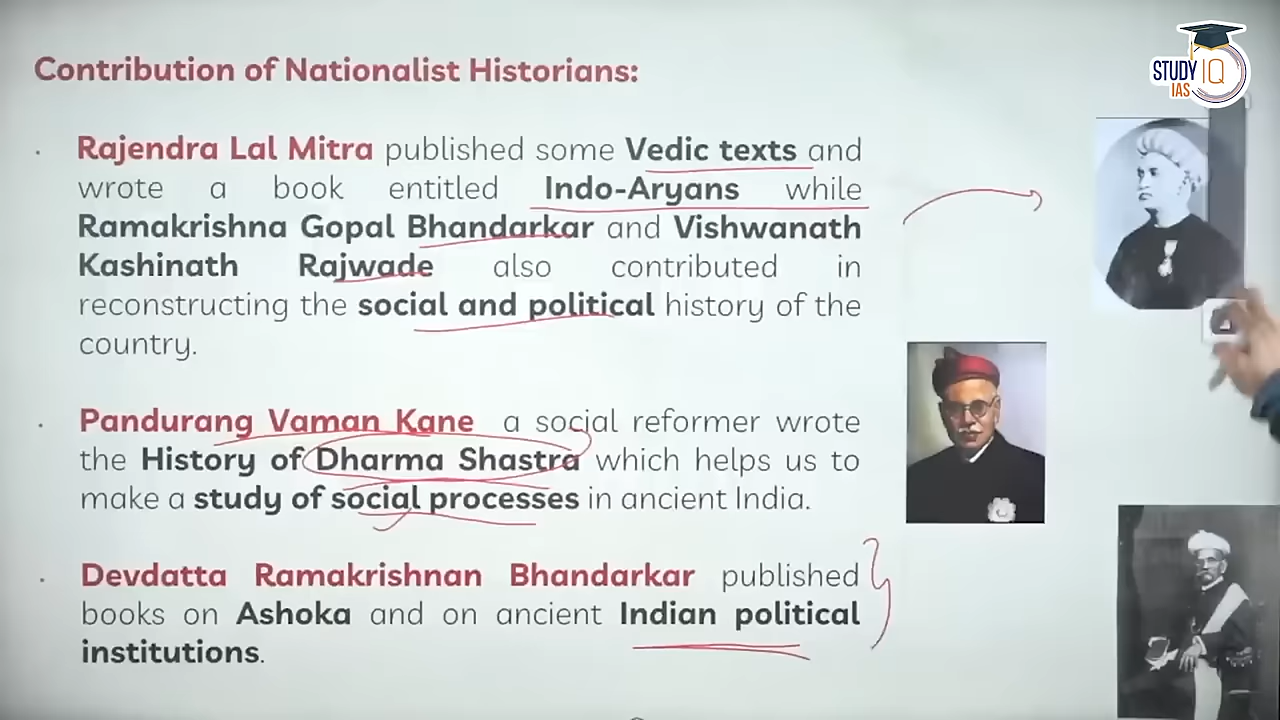 Contribution of Nationalist Historians:
STUDY IQ
IAS
Rajendra Lal Mitra published some Vedic texts and
wrote a book entitled Indo-Aryans while
Ramakrishna Gopal Bhandarkar and Vishwanath
Kashinath Rajwade also contributed in
reconstructing the social and political history of the
country.
Pandurang Vaman Kane a social reformer wrote
the History of Dharma Shastra which helps us to
make a study of social processes in ancient India.
Devdatta Ramakrishnan Bhandarkar published
books on Ashoka and on ancient Indian political
institutions.